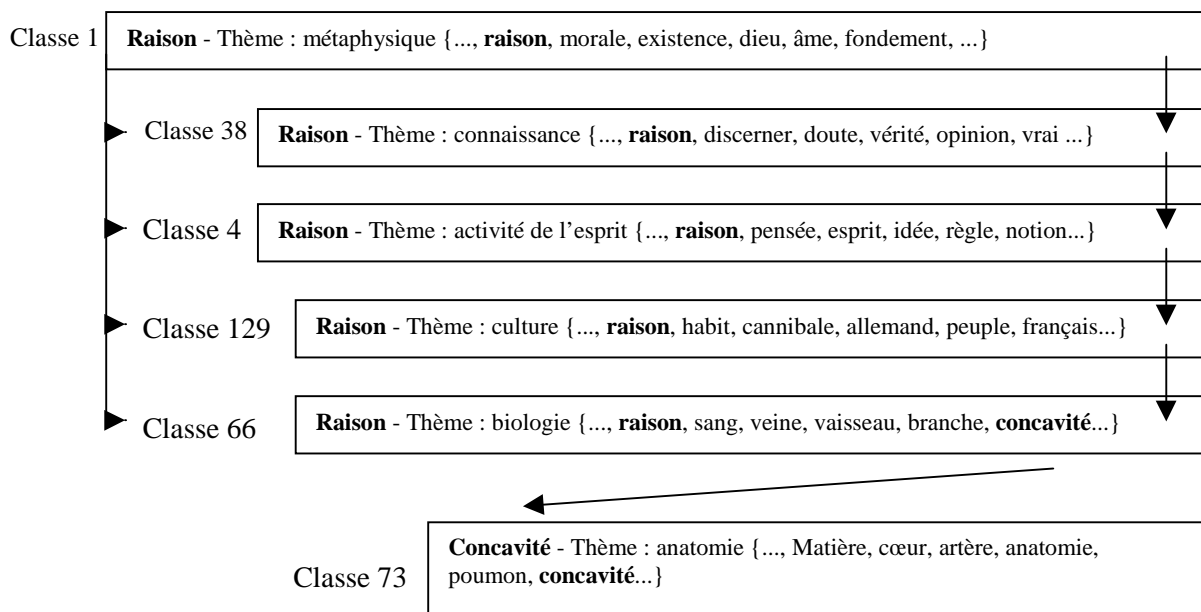 Classe 1 Raison - Thème : métaphysique {..., raison, morale, existence, dieu, âme, fondement, ...}
Classe 38 Raison - Thème : connaissance {..., raison, discerner, doute, vérité, opinion, vrai ...}
Classe 4 Raison - Thème : activité de l'esprit {..., raison, pensée, esprit, idée, règle, notion...}
Classe 129 Raison - Thème : culture {..., raison, habit, cannibale, allemand, peuple, français...}
Classe 66 Raison - Thème : biologie {..., raison, sang, veine, vaisseau, branche, concavité...}
Classe 73 Concavité - Thème : anatomie {..., Matière, cœur, artère, anatomie,
poumon, concavité...}